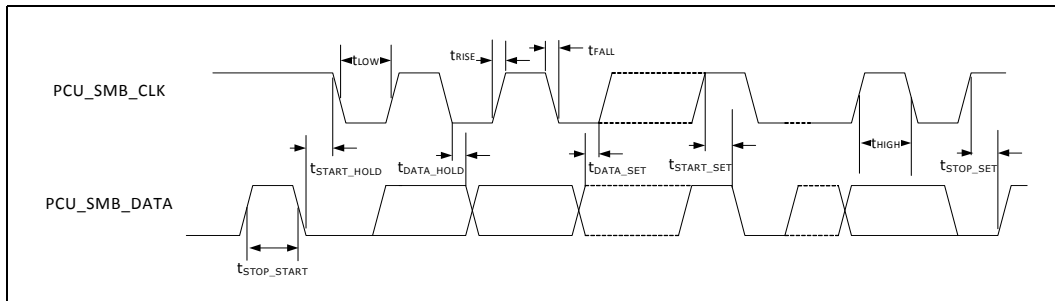 tLOW
tRISE
tFALL
PCU_SMB_CLK
tHIGH
tSTART_HOLD
tDATA_HOLD
tDATA_SET
tSTART_SET
tSTOP_SET
PCU_SMB_DATA
tSTOP_START